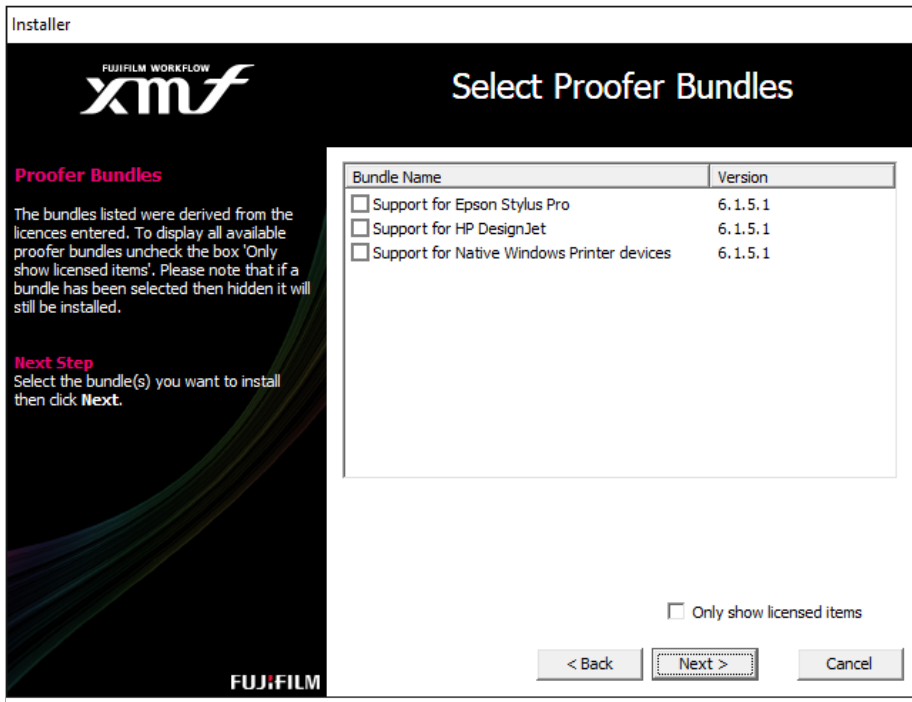 Installer
FUJIFILM WORKFLOW
xmf
Select Proofer Bundles
Proofer Bundles
The bundles listed were derived from the
licences entered. To display all available
proofer bundles uncheck the box 'Only
show licensed items'. Please note that if a
bundle has been selected then hidden it will
still be installed.
Next Step
Select the bundle(s) you want to install
then click Next.
Bundle Name Version
Support for Epson Stylus Pro 6.1.5.1
Support for HP DesignJet 6.1.5.1
Support for Native Windows Printer devices 6.1.5.1
Only show licensed items
< Back Next > Cancel
FUJIFILM